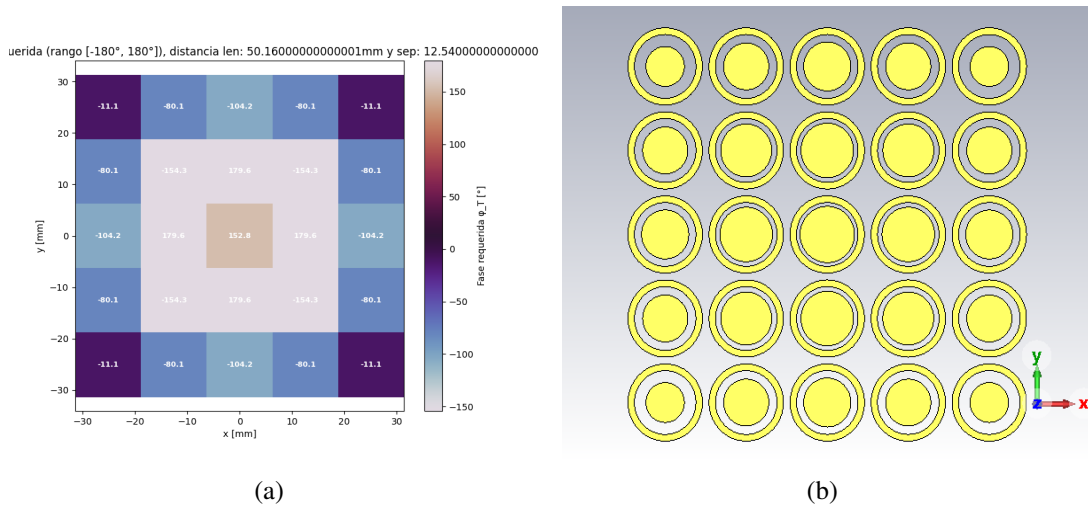 uerida (rango [-180°, 180°]), distancia len: 50.16000000000001mm y sep: 12.54000000000000
30
20
10
0
−10
−20
−30
y [mm]
-11.1 -80.1 -104.2 -80.1 -11.1
-80.1 -154.3 179.6 -154.3 -80.1
-104.2 179.6 152.8 179.6 -104.2
-80.1 -154.3 179.6 -154.3 -80.1
-11.1 -80.1 -104.2 -80.1 -11.1
−30 −20 −10 0 10 20 30
x [mm]
150
100
50
0
−50
−100
−150
Fase requerida φ_T [°]
y
z x
(a) (b)